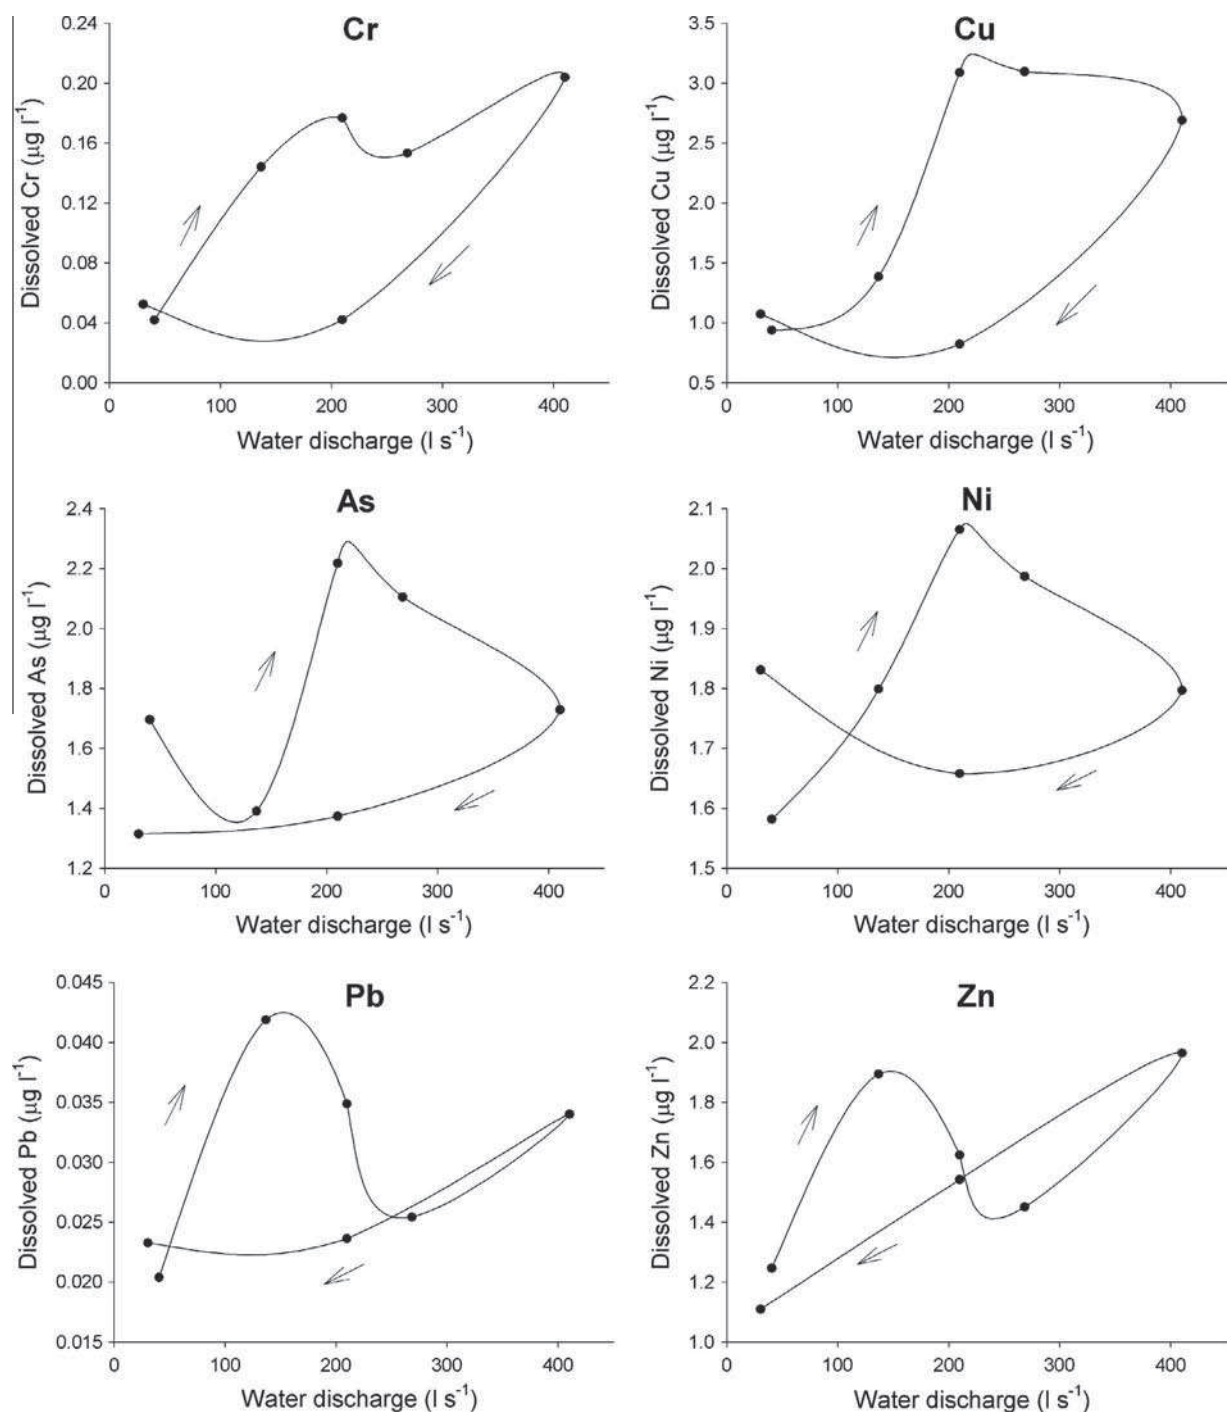 Cr
Dissolved Cr (µg l⁻¹)
0.24
0.20
0.16
0.12
0.08
0.04
0.00
0 100 200 300 400
Water discharge (l s⁻¹)
Cu
Dissolved Cu (µg l⁻¹)
3.5
3.0
2.5
2.0
1.5
1.0
0.5
0 100 200 300 400
Water discharge (l s⁻¹)
As
Dissolved As (µg l⁻¹)
2.4
2.2
2.0
1.8
1.6
1.4
1.2
100 200 300 400
Water discharge (l s⁻¹)
Ni
Dissolved Ni (µg l⁻¹)
2.1
2.0
1.9
1.8
1.7
1.6
1.5
0 100 200 300 400
Water discharge (l s⁻¹)
Pb
Dissolved Pb (µg l⁻¹)
0.045
0.040
0.035
0.030
0.025
0.020
0.015
0 100 200 300 400
Water discharge (l s⁻¹)
Zn
Dissolved Zn (µg l⁻¹)
2.2
2.0
1.8
1.6
1.4
1.2
1.0
0 100 200 300 400
Water discharge (l s⁻¹)